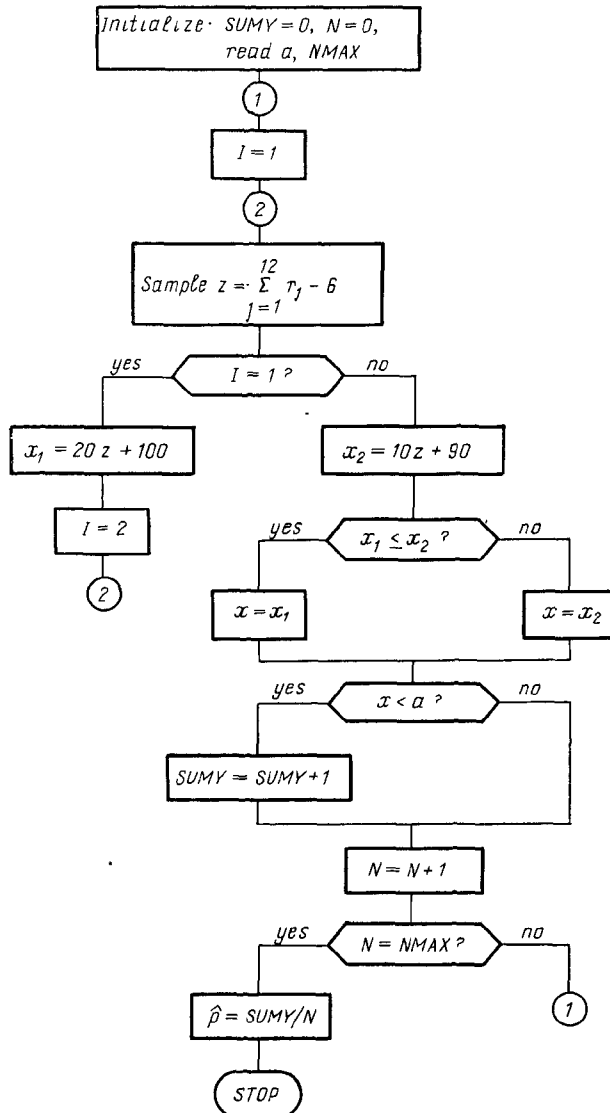 Initialize· SUMY = 0, N = 0,
read a, NMAX
1
I = 1
2
12
Sample z = · Σ rj – 6
j = 1
yes
I = 1 ?
no
x₁ = 20 z + 100
x₂ = 10z + 90
I = 2
yes
x₁ ≤ x₂ ?
no
2
x = x₁
x = x₂
yes
x < a ?
no
SUMY = SUMY + 1
N = N + 1
yes
N = NMAX ?
no
p̂ = SUMY/N
1
STOP